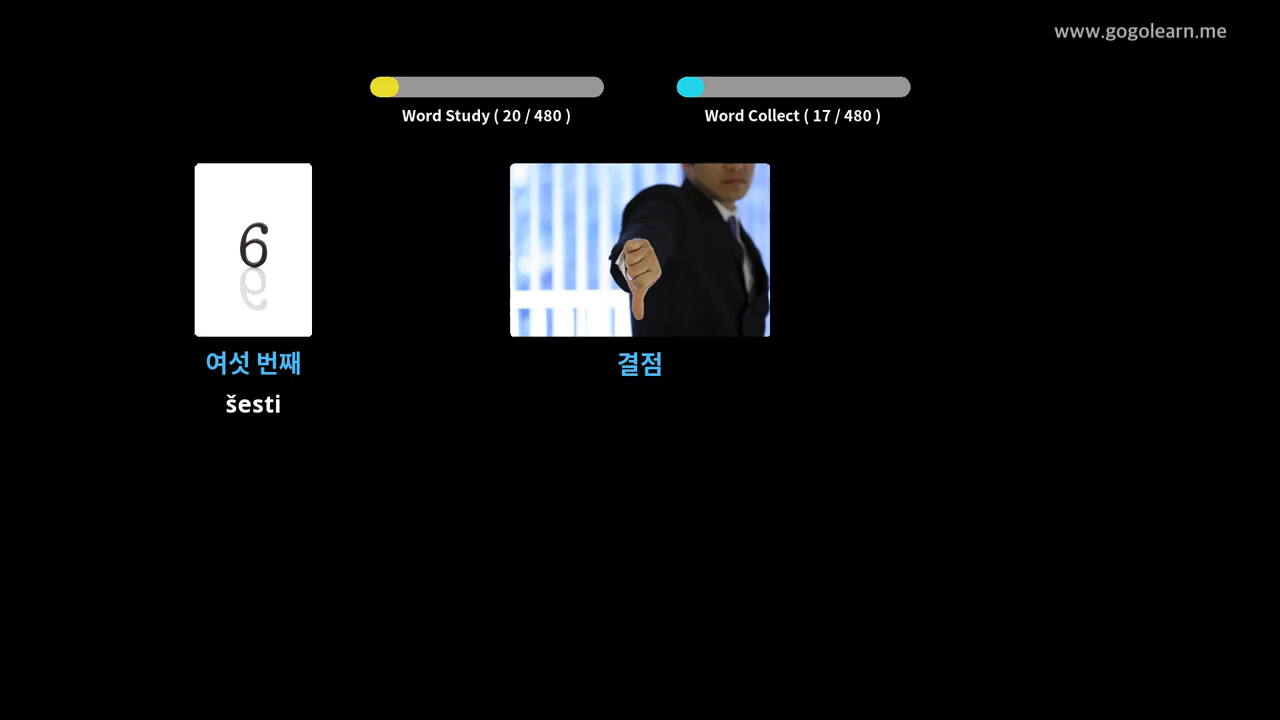 www.gogolearn.me
Word Study ( 20 / 480 )
Word Collect ( 17 / 480 )
6
여섯 번째
šesti
결점